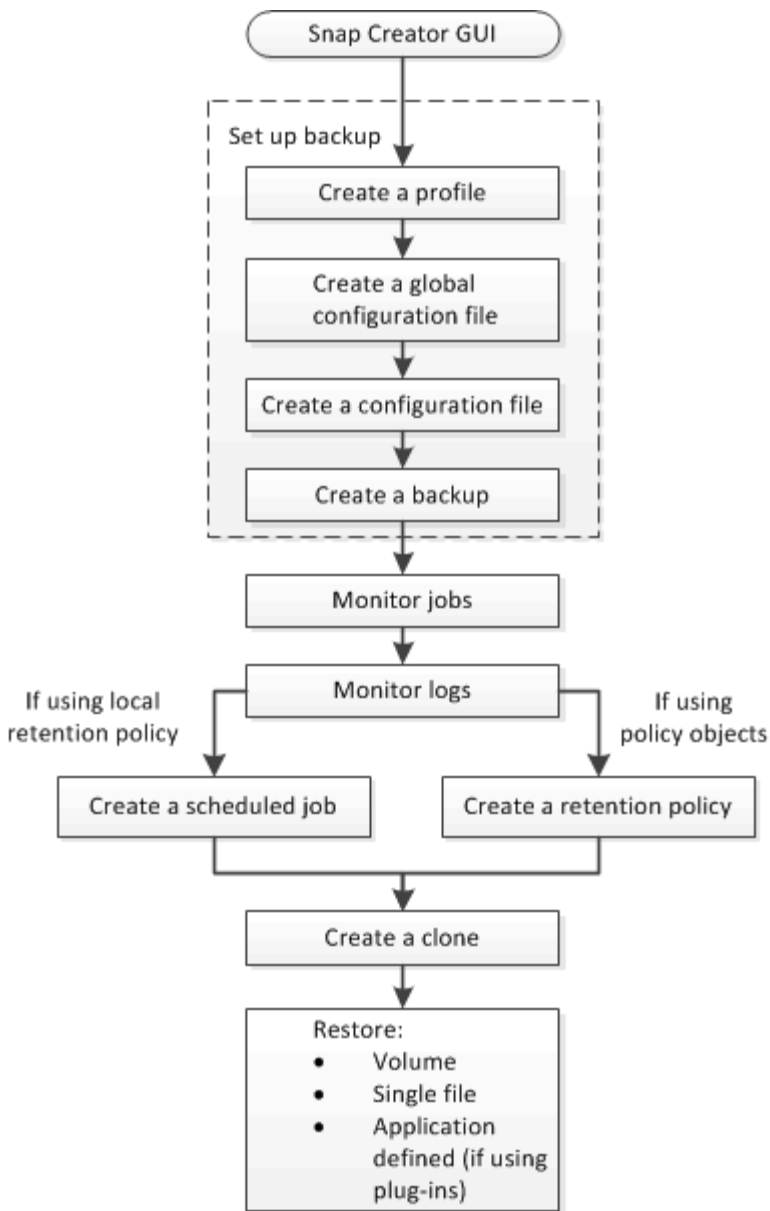 Snap Creator GUI
Set up backup
Create a profile
Create a global
configuration file
Create a configuration file
Create a backup
Monitor jobs
Monitor logs
If using local
retention policy
If using
policy objects
Create a scheduled job
Create a retention policy
Create a clone
Restore:
• Volume
• Single file
• Application
defined (if using
plug-ins)